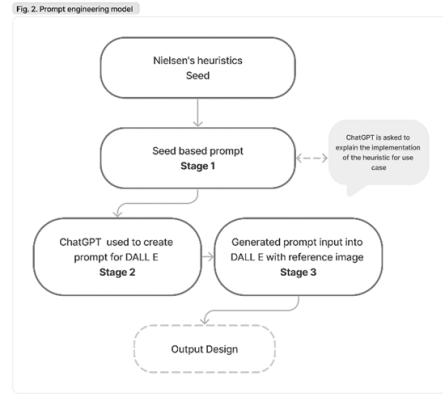 Fig. 2. Prompt engineering model
Nielsen's heuristics
Seed
Seed based prompt
Stage 1
ChatGPT is asked to
explain the implementation
of the heuristic for use
case
ChatGPT used to create
prompt for DALL E
Stage 2
Generated prompt input into
DALL E with reference image
Stage 3
Output Design